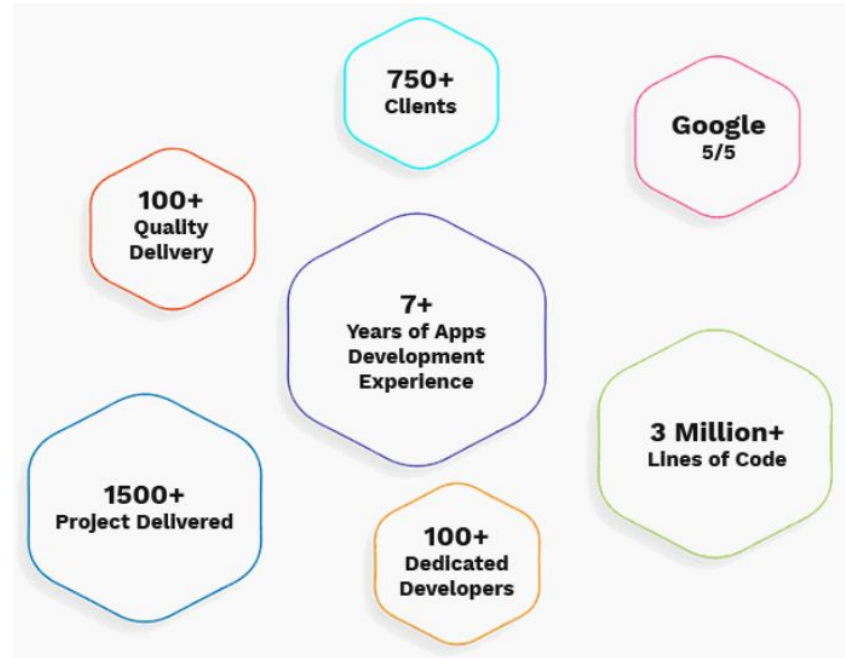 750+
Clients
Google
5/5
100+
Quality
Delivery
7+
Years of Apps
Development
Experience
3 Million+
Lines of Code
1500+
Project Delivered
100+
Dedicated
Developers